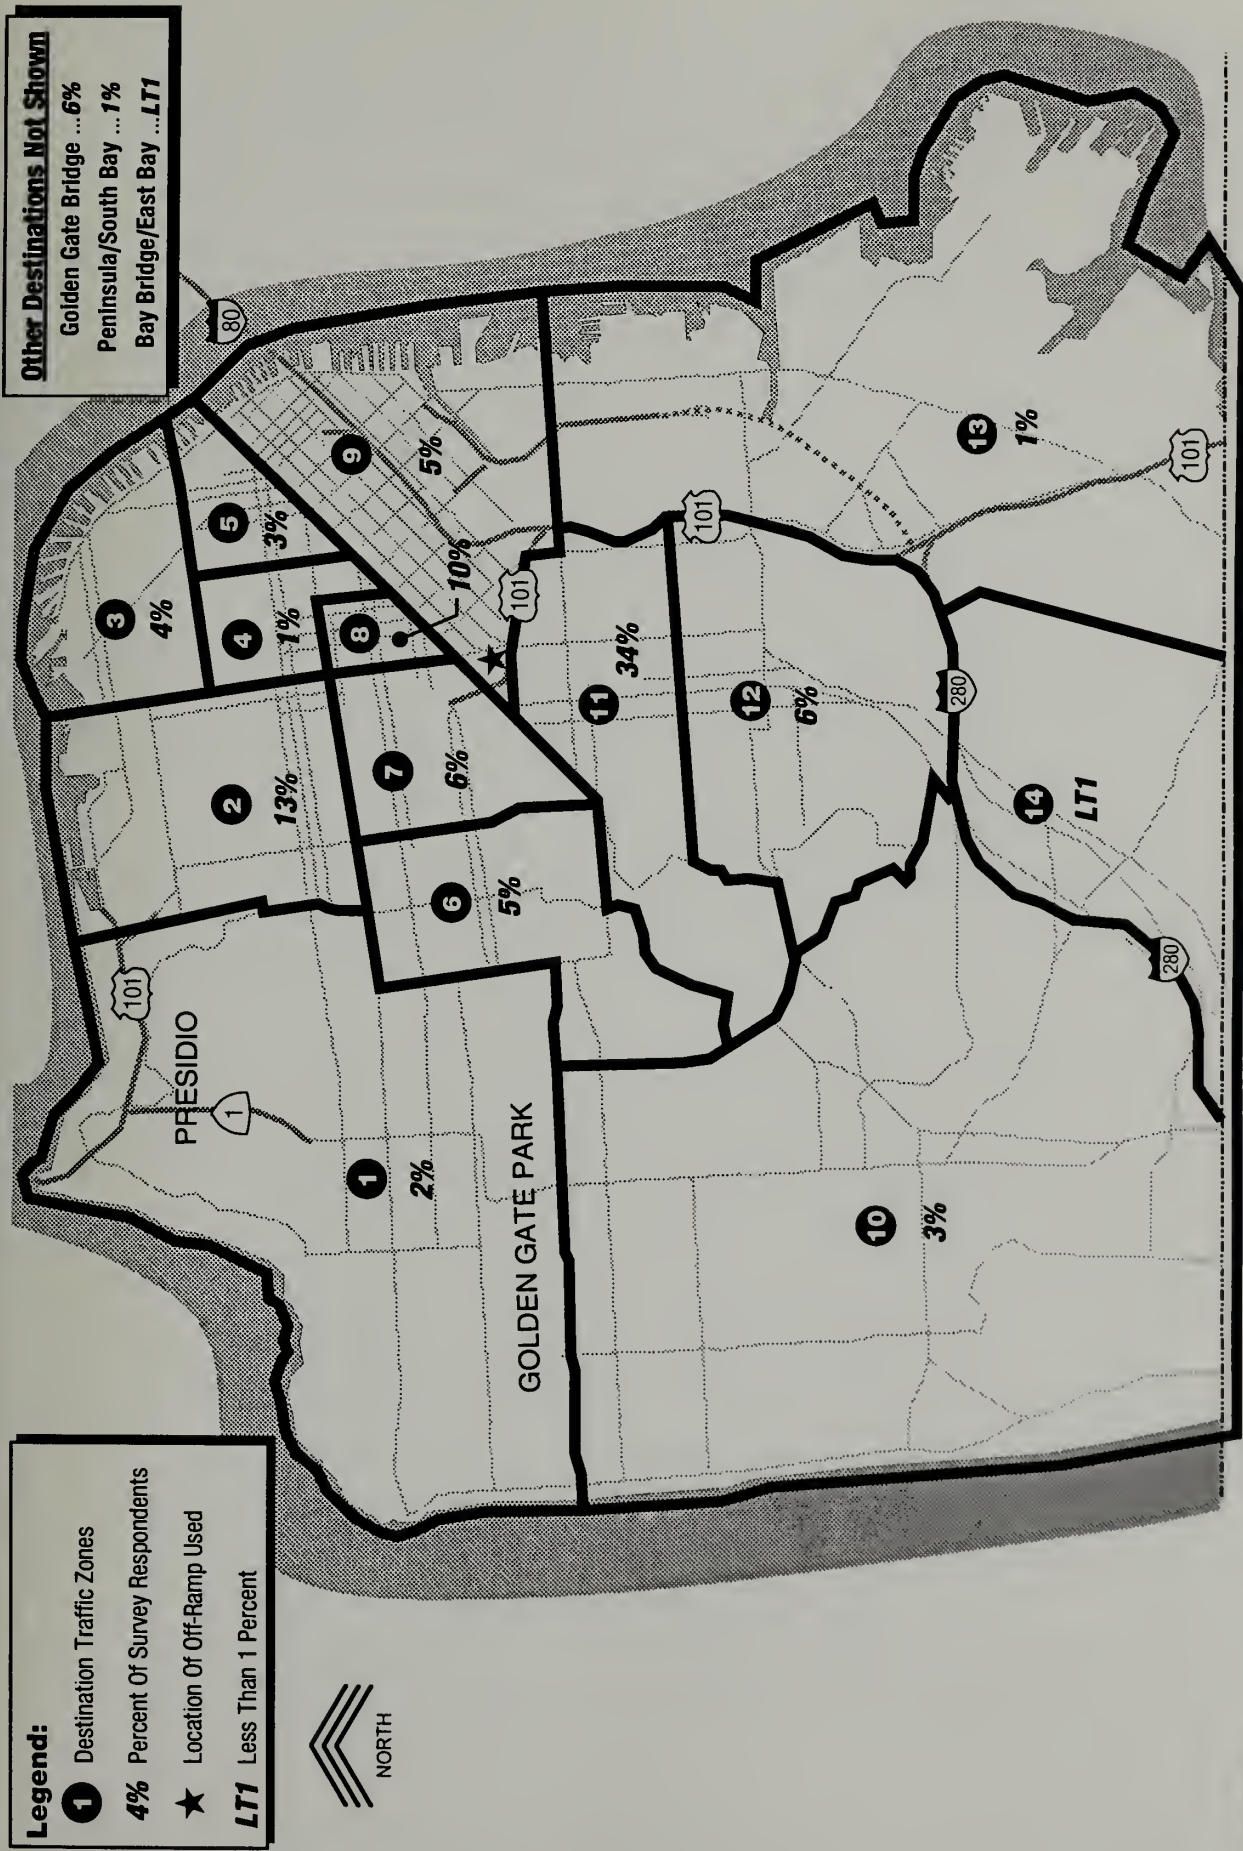 Legend:
1 Destination Traffic Zones
4% Percent Of Survey Respondents
★ Location Of Off-Ramp Used
LT1 Less Than 1 Percent
NORTH
Other Destinations Not Shown
Golden Gate Bridge ...6%
Peninsula/South Bay ...1%
Bay Bridge/East Bay ...LT1
80
3
4%
5
3%
4
1%
8
10%
9
5%
2
13%
7
6%
6
5%
101
PRESIDIO
1
1
2%
GOLDEN GATE PARK
101
11
34%
101
12
6%
13
1%
101
280
14
LT1
280
10
3%